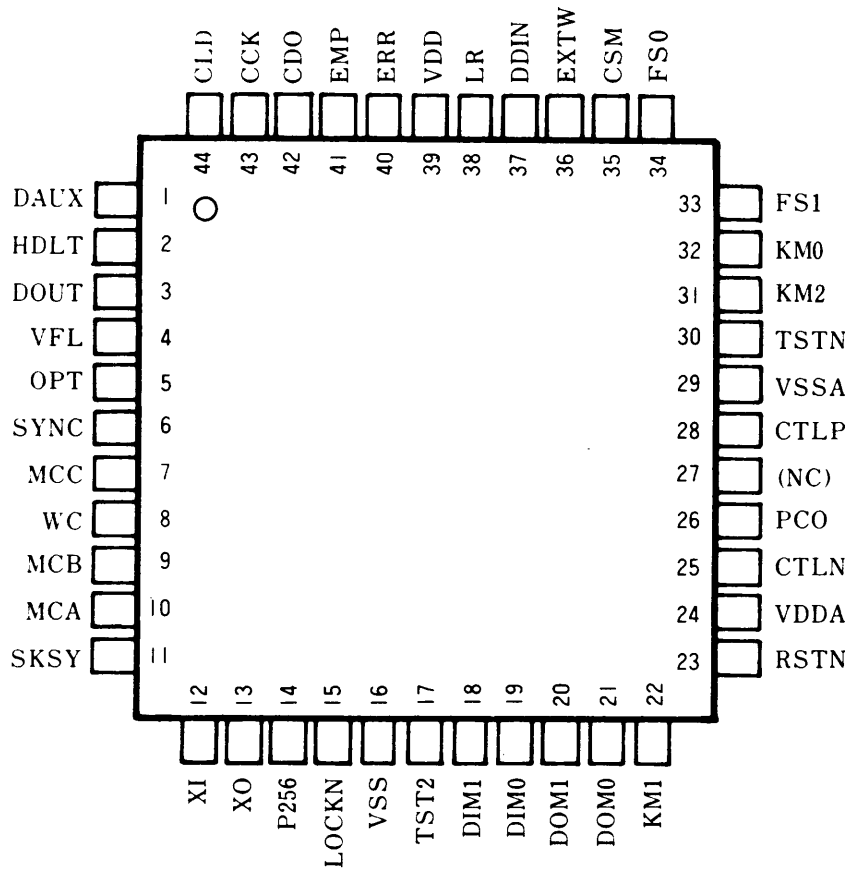 CLD CCK CDO EMP ERR VDD LR DDIN EXTW CSM FS0
44 43 42 41 40 39 38 37 36 35 34
DAUX 1 33 FS1
HDLT 2 32 KM0
DOUT 3 31 KM2
VFL 4 30 TSTN
OPT 5 29 VSSA
SYNC 6 28 CTLP
MCC 7 27 (NC)
WC 8 26 PCO
MCB 9 25 CTLN
MCA 10 24 VDDA
SKSY 11 23 RSTN
12 13 14 15 16 17 18 19 20 21 22
XI XO P256 LOCKN VSS TST2 DIM1 DIM0 DOM1 DOM0 KM1